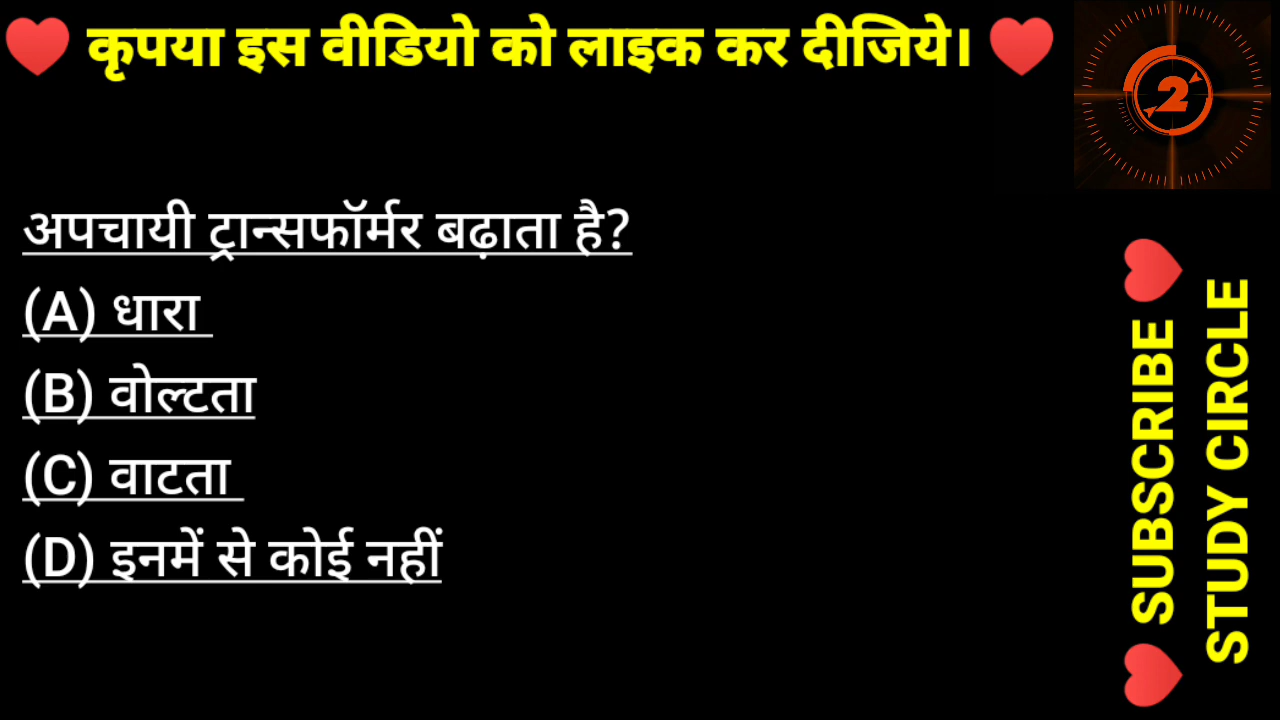 ❤️ कृपया इस वीडियो को लाइक कर दीजिये। ❤️
2
अपचायी ट्रान्सफॉर्मर बढ़ाता है?
(A) धारा
(B) वोल्टता
(C) वाटता
(D) इनमें से कोई नहीं
❤️ SUBSCRIBE ❤️
STUDY CIRCLE